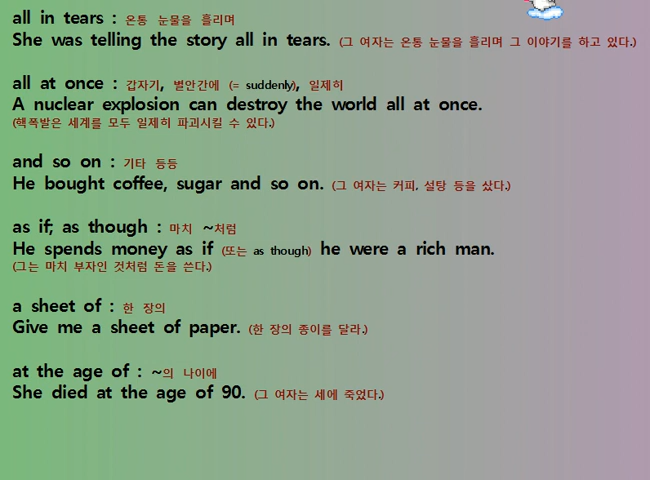 all in tears : 온통 눈물을 흘리며
She was telling the story all in tears. (그 여자는 온통 눈물을 흘리며 그 이야기를 하고 있다.)
all at once : 갑자기, 별안간에 (= suddenly), 일제히
A nuclear explosion can destroy the world all at once.
(핵폭발은 세계를 모두 일제히 파괴시킬 수 있다.)
and so on : 기타 등등
He bought coffee, sugar and so on. (그 여자는 커피, 설탕 등을 샀다.)
as if; as though : 마치 ~처럼
He spends money as if (또는 as though) he were a rich man.
(그는 마치 부자인 것처럼 돈을 쓴다.)
a sheet of : 한 장의
Give me a sheet of paper. (한 장의 종이를 달라.)
at the age of : ~의 나이에
She died at the age of 90. (그 여자는 세에 죽었다.)